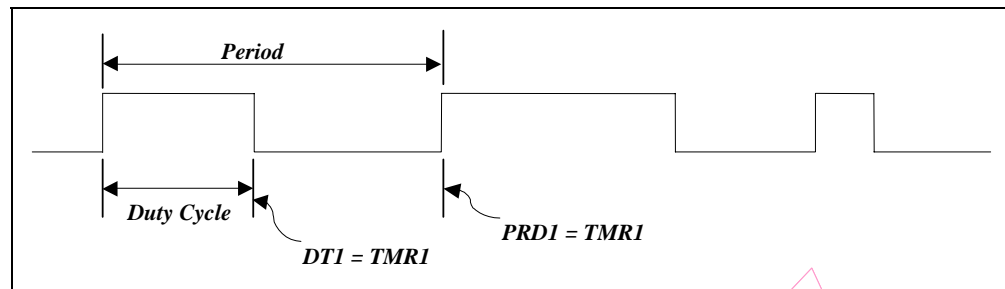 Period
Duty Cycle
PRD1 = TMR1
DT1 = TMR1